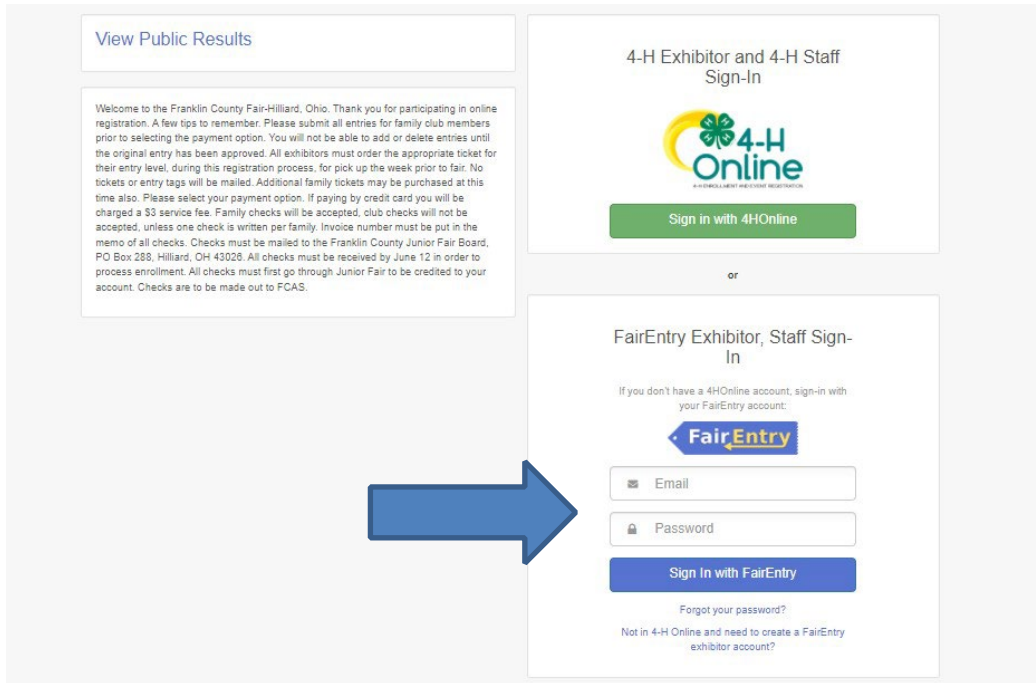 View Public Results
Welcome to the Franklin County Fair-Hilliard, Ohio. Thank you for participating in online
registration. A few tips to remember. Please submit all entries for family club members
prior to selecting the payment option. You will not be able to add or delete entries until
the original entry has been approved. All exhibitors must order the appropriate ticket for
their entry level, during this registration process, for pick up the week prior to fair. No
tickets or entry tags will be mailed. Additional family tickets may be purchased at this
time also. Please select your payment option. If paying by credit card you will be
charged a $3 service fee. Family checks will be accepted, club checks will not be
accepted, unless one check is written per family. Invoice number must be put in the
memo of all checks. Checks must be mailed to the Franklin County Junior Fair Board,
PO Box 288, Hilliard, OH 43026. All checks must be received by June 12 in order to
process enrollment. All checks must first go through Junior Fair to be credited to your
account. Checks are to be made out to FCAS.
4-H Exhibitor and 4-H Staff
Sign-In
4-H
Online
4-H ENROLLMENT AND EVENT REGISTRATION
Sign in with 4HOnline
or
FairEntry Exhibitor, Staff Sign-
In
If you don't have a 4HOnline account, sign-in with
your FairEntry account:
FairEntry
Email
Password
Sign In with FairEntry
Forgot your password?
Not in 4-H Online and need to create a FairEntry
exhibitor account?